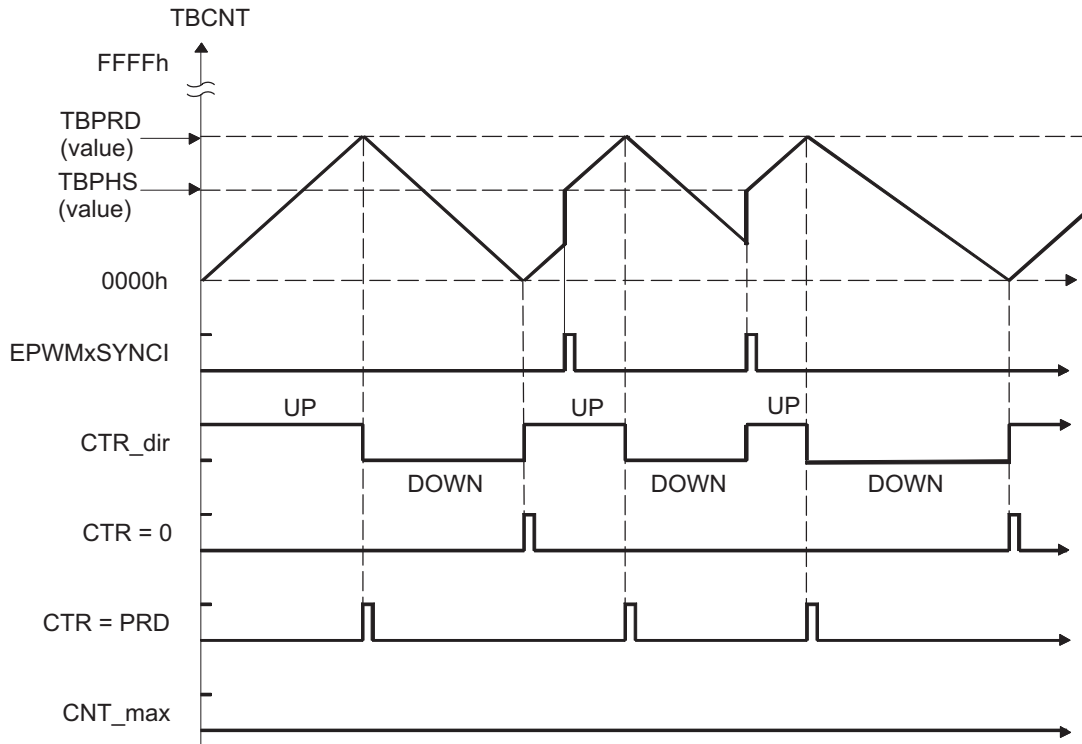 TBCNT
FFFFh
TBPRD
(value)
TBPHS
(value)
0000h
EPWMxSYNCI
UP
UP
UP
CTR_dir
DOWN
DOWN
DOWN
CTR = 0
CTR = PRD
CNT_max